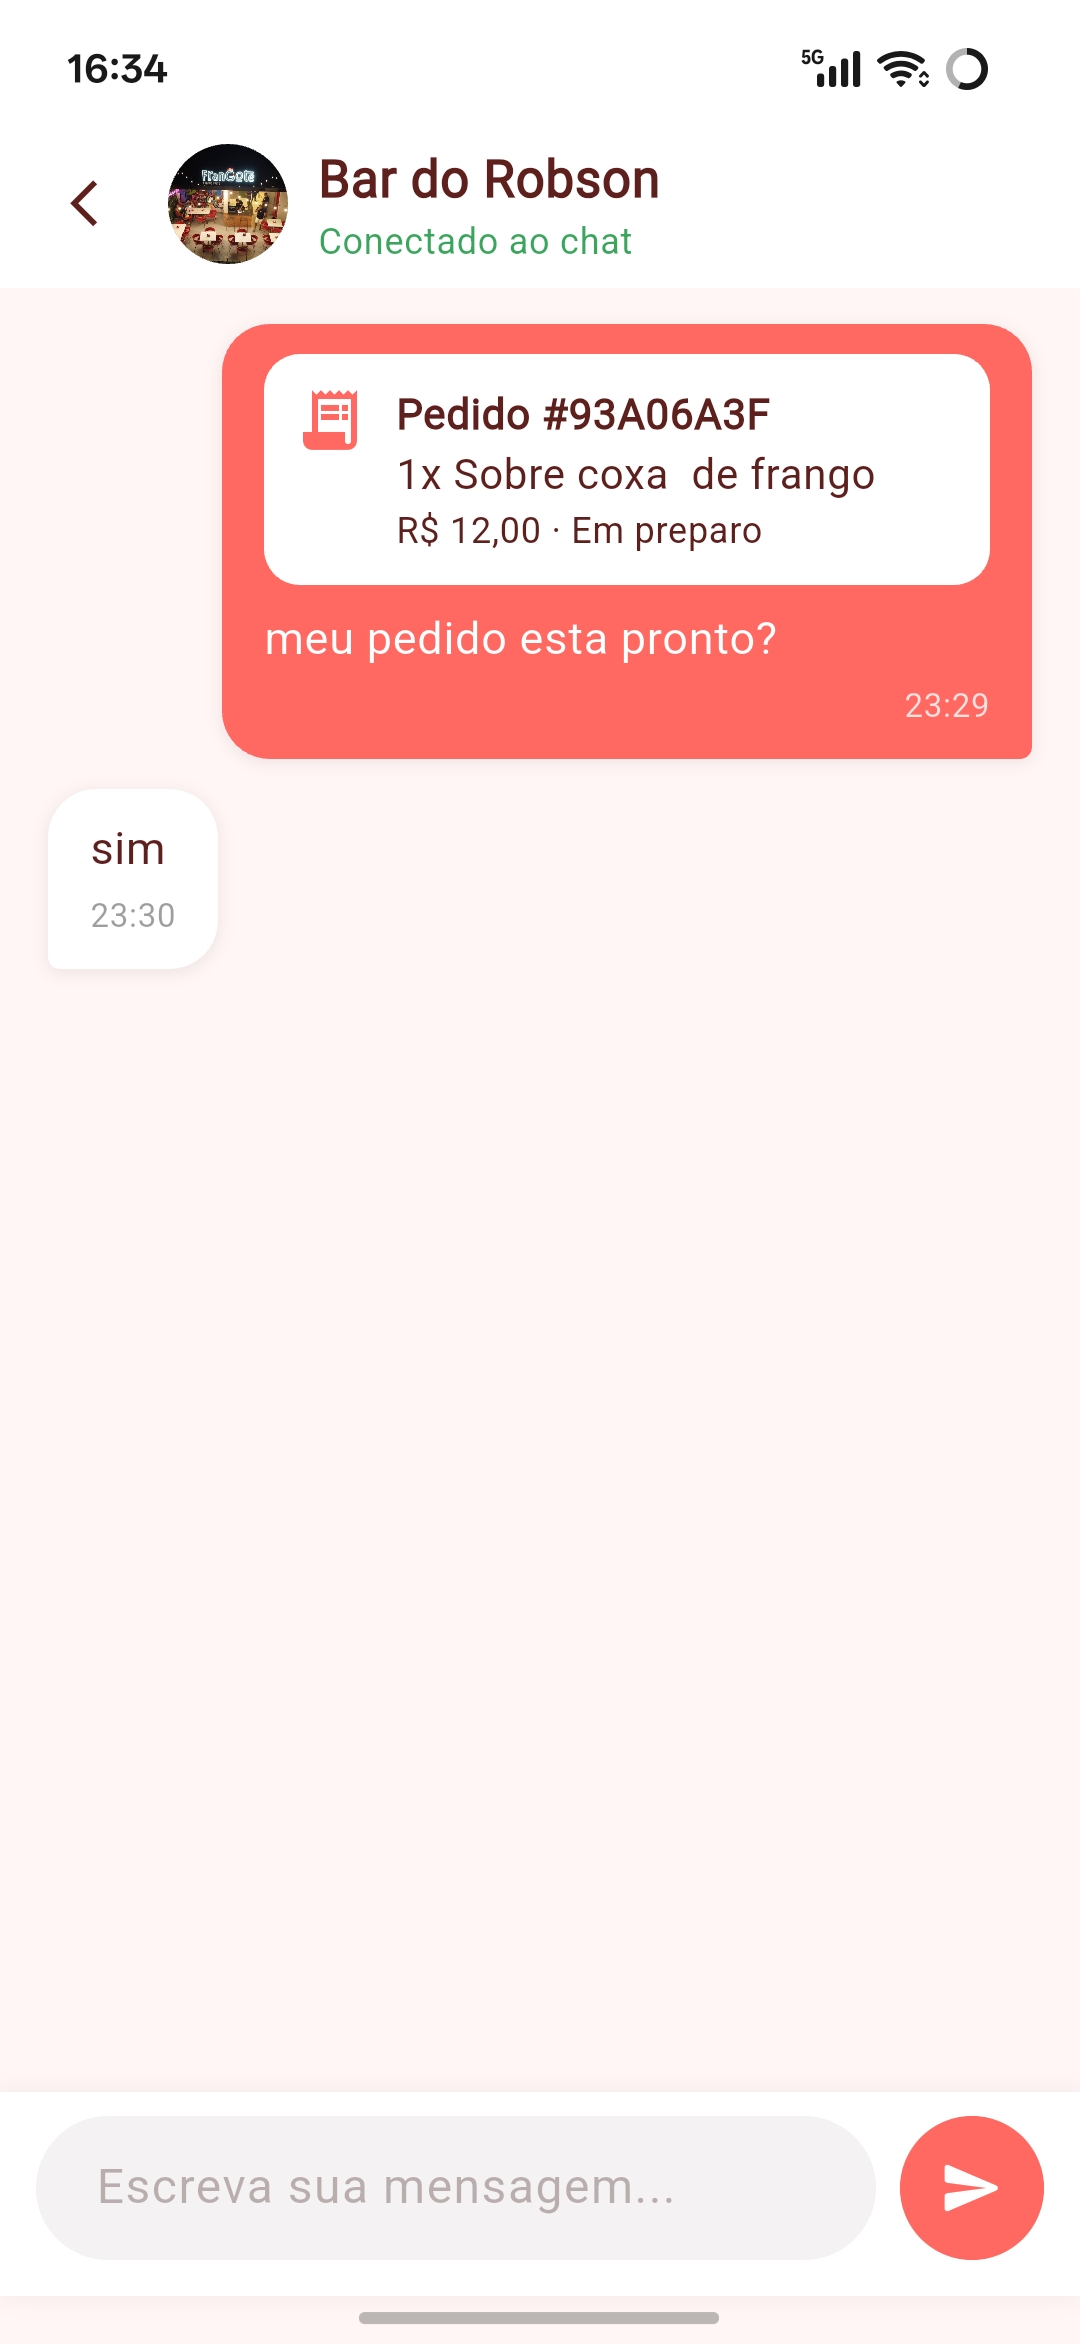 16:34
5G
FranGote
Bar do Robson
Conectado ao chat
Pedido #93A06A3F
1x Sobre coxa  de frango
R$ 12,00 · Em preparo
meu pedido esta pronto?
23:29
sim
23:30
Escreva sua mensagem...